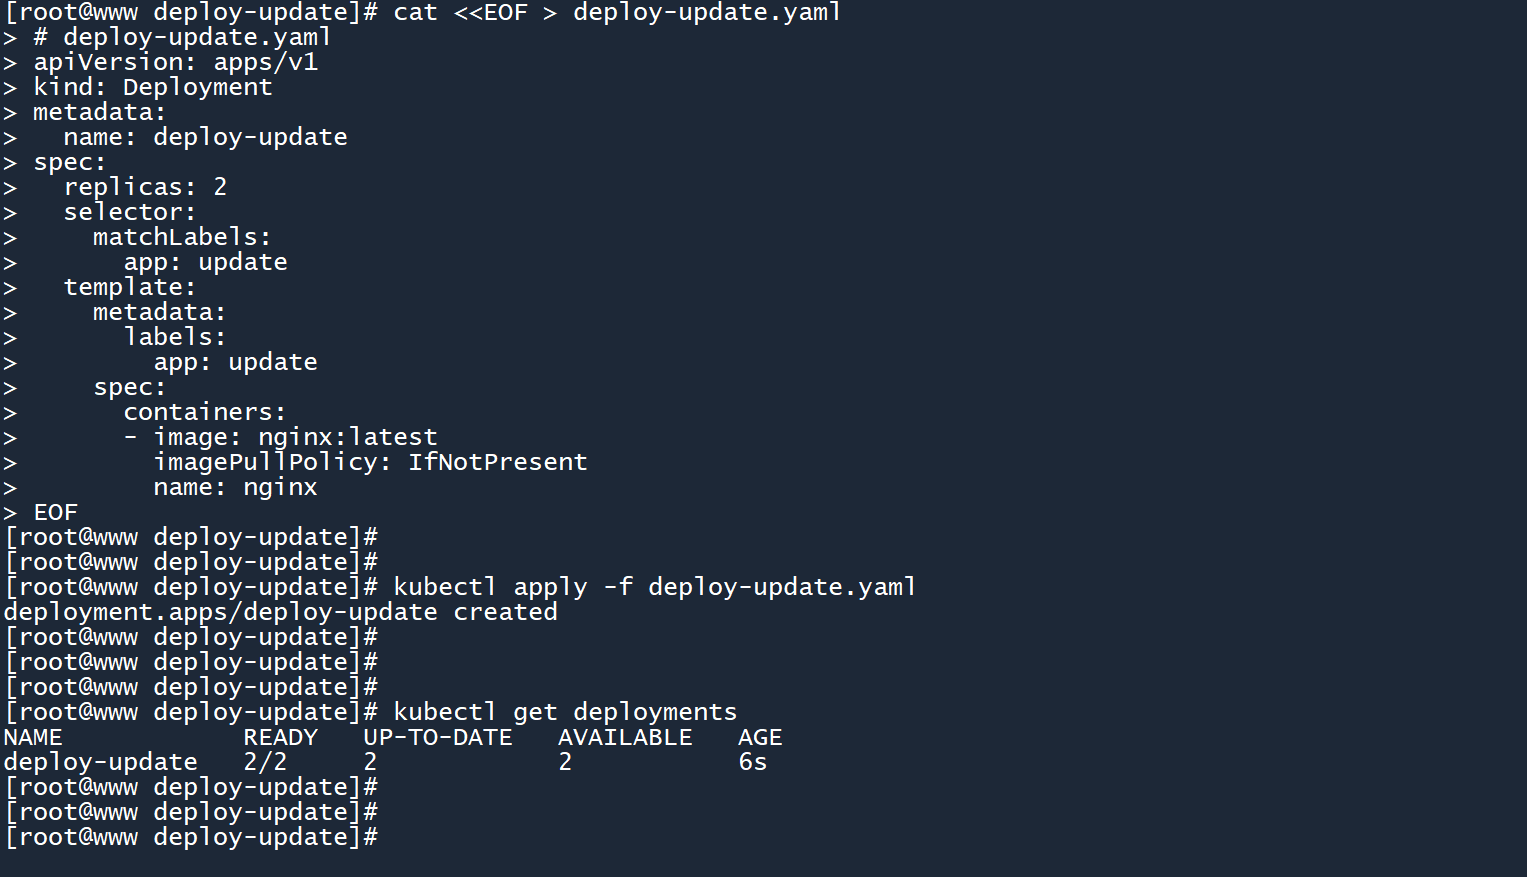 [root@www deploy-update]# cat <<EOF > deploy-update.yaml
> # deploy-update.yaml
> apiVersion: apps/v1
> kind: Deployment
> metadata:
>   name: deploy-update
> spec:
>   replicas: 2
>   selector:
>     matchLabels:
>       app: update
>   template:
>     metadata:
>       labels:
>         app: update
>     spec:
>       containers:
>       - image: nginx:latest
>         imagePullPolicy: IfNotPresent
>         name: nginx
> EOF
[root@www deploy-update]#
[root@www deploy-update]#
[root@www deploy-update]# kubectl apply -f deploy-update.yaml
deployment.apps/deploy-update created
[root@www deploy-update]#
[root@www deploy-update]#
[root@www deploy-update]#
[root@www deploy-update]# kubectl get deployments
NAME            READY   UP-TO-DATE   AVAILABLE   AGE
deploy-update   2/2     2            2           6s
[root@www deploy-update]#
[root@www deploy-update]#
[root@www deploy-update]#